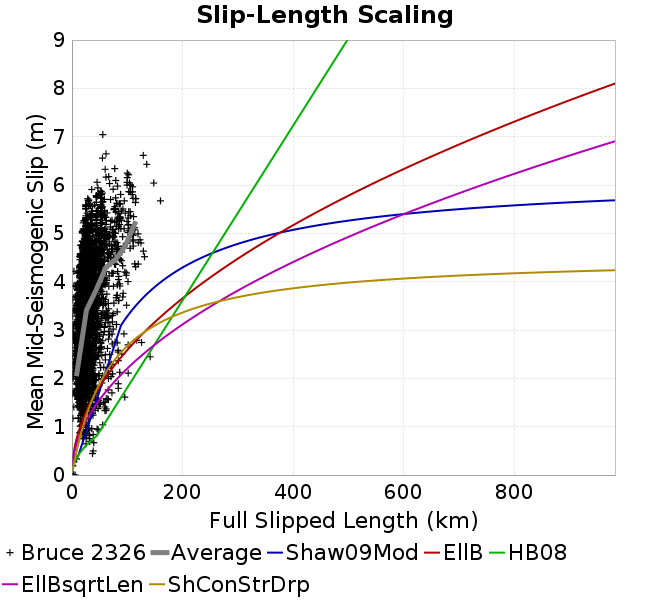 Slip-Length Scaling
Mean Mid-Seismogenic Slip (m)
9
8
7
6
5
4
3
2
1
0
0 200 400 600 800
Full Slipped Length (km)
Bruce 2326 Average Shaw09Mod EllB HB08
EllBsqrtLen ShConStrDrp